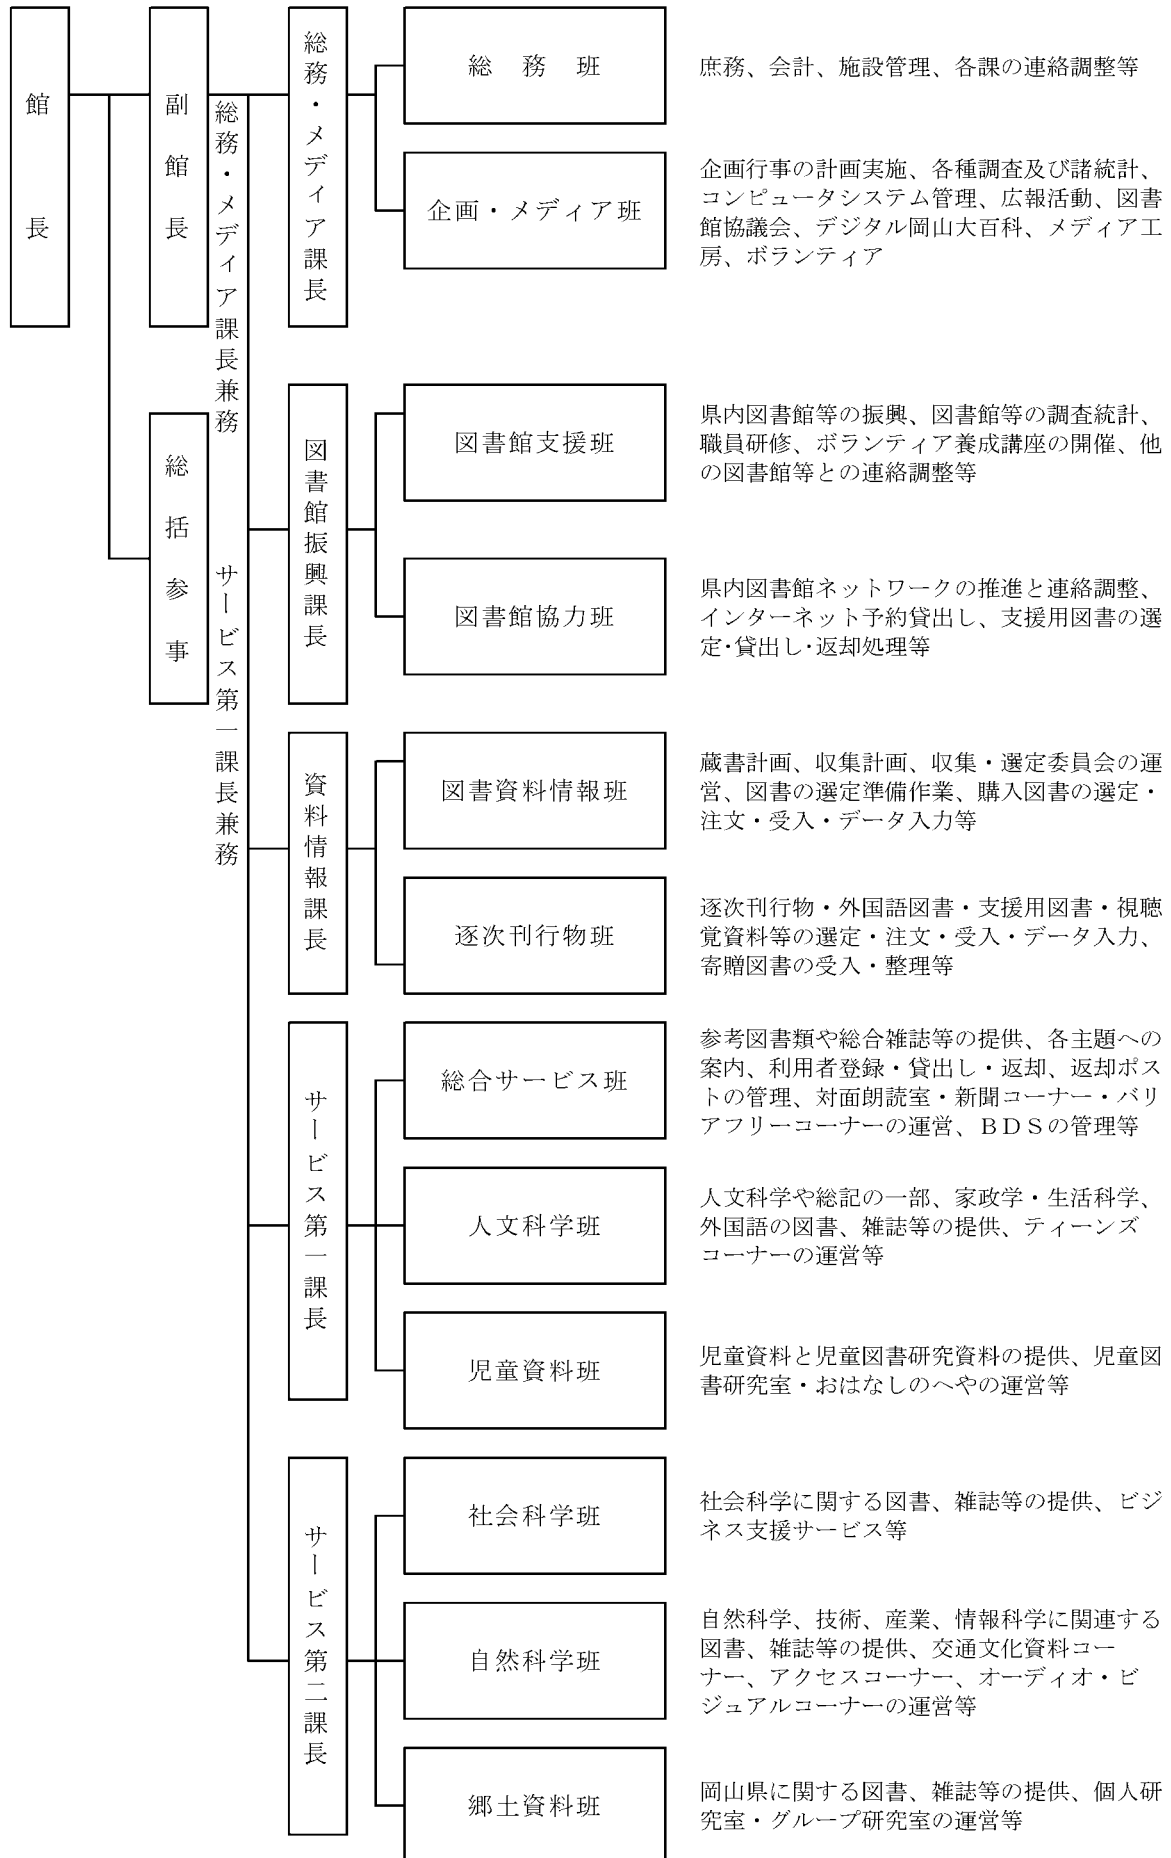 館長
副館長
総務・メディア課長兼務
総括参事
サービス第一課長兼務
総務・メディア課長
総務班
庶務、会計、施設管理、各課の連絡調整等
企画・メディア班
企画行事の計画実施、各種調査及び諸統計、
コンピュータシステム管理、広報活動、図書
館協議会、デジタル岡山大百科、メディア工
房、ボランティア
図書館振興課長
図書館支援班
県内図書館等の振興、図書館等の調査統計、
職員研修、ボランティア養成講座の開催、他
の図書館等との連絡調整等
図書館協力班
県内図書館ネットワークの推進と連絡調整、
インターネット予約貸出し、支援用図書の選
定・貸出し・返却処理等
資料情報課長
図書資料情報班
蔵書計画、収集計画、収集・選定委員会の運
営、図書の選定準備作業、購入図書の選定・
注文・受入・データ入力等
逐次刊行物班
逐次刊行物・外国語図書・支援用図書・視聴
覚資料等の選定・注文・受入・データ入力、
寄贈図書の受入・整理等
サービス第一課長
総合サービス班
参考図書類や総合雑誌等の提供、各主題への
案内、利用者登録・貸出し・返却、返却ポス
トの管理、対面朗読室・新聞コーナー・バリ
アフリーコーナーの運営、ＢＤＳの管理等
人文科学班
人文科学や総記の一部、家政学・生活科学、
外国語の図書、雑誌等の提供、ティーンズ
コーナーの運営等
児童資料班
児童資料と児童図書研究資料の提供、児童図
書研究室・おはなしのへやの運営等
サービス第二課長
社会科学班
社会科学に関する図書、雑誌等の提供、ビジ
ネス支援サービス等
自然科学班
自然科学、技術、産業、情報科学に関連する
図書、雑誌等の提供、交通文化資料コー
ナー、アクセスコーナー、オーディオ・ビ
ジュアルコーナーの運営等
郷土資料班
岡山県に関する図書、雑誌等の提供、個人研
究室・グループ研究室の運営等